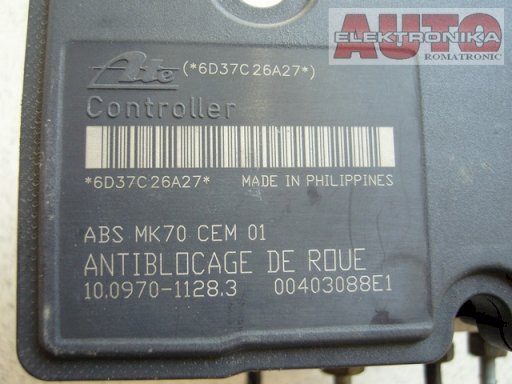 AUTO
ELEKTRONIKA
ROMATRONIC
Ate (*6D37C26A27*)
Controller
*6D37C26A27* MADE IN PHILIPPINES
ABS MK70 CEM 01
ANTIBLOCAGE DE ROUE
10.0970-1128.3 00403088E1